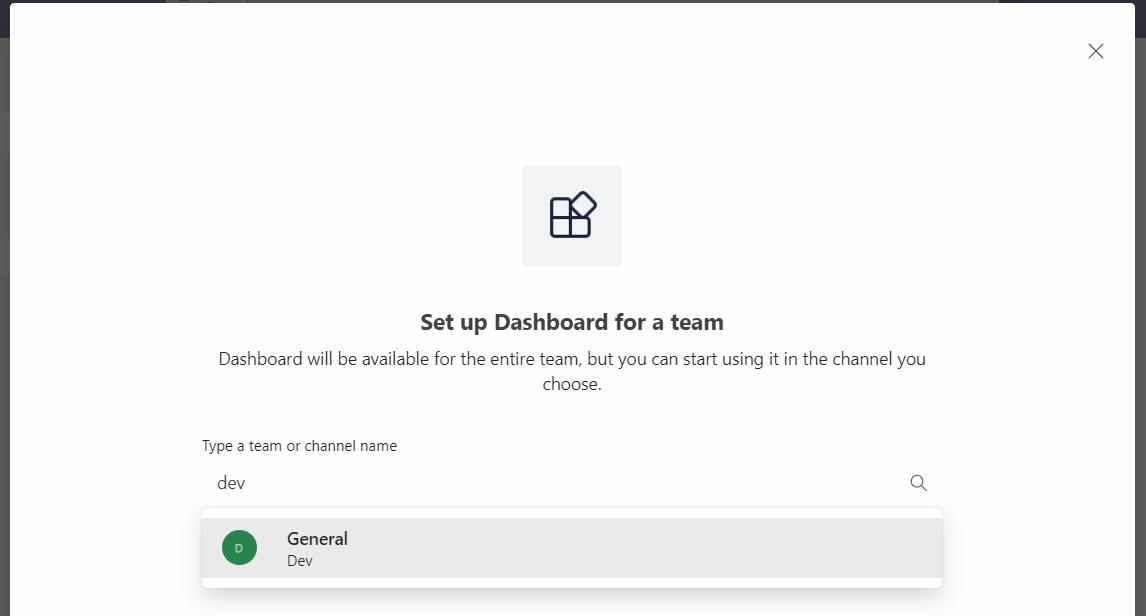 Set up Dashboard for a team
Dashboard will be available for the entire team, but you can start using it in the channel you
choose.
Type a team or channel name
dev
D
General
Dev